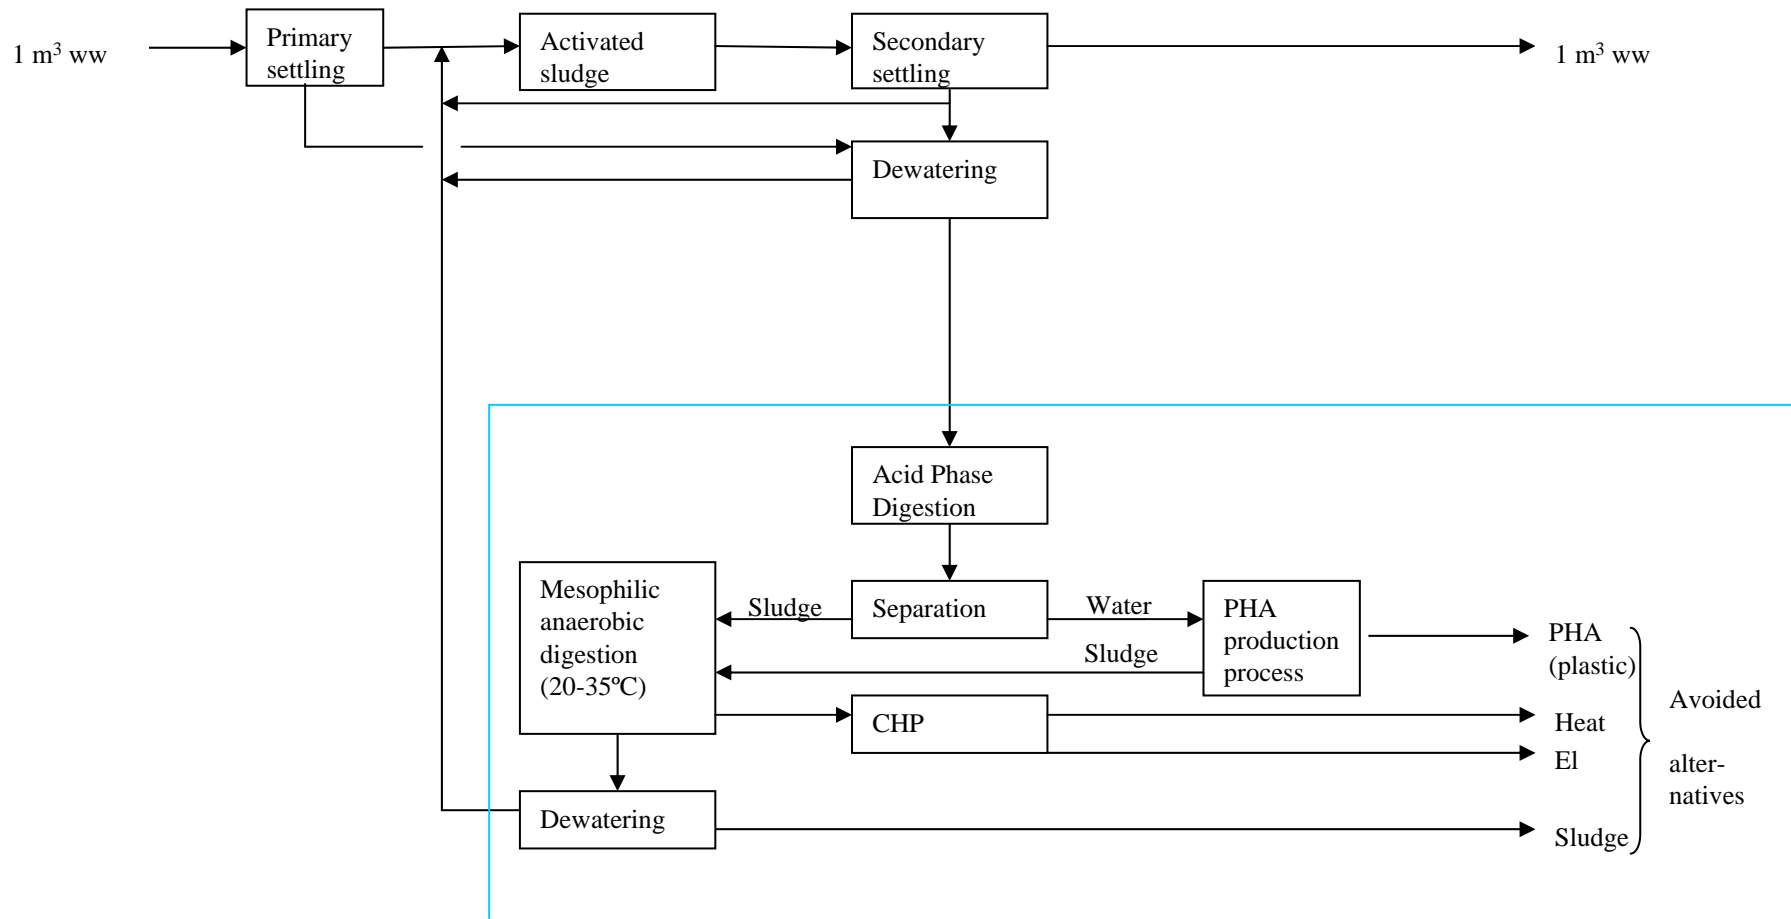 1 m³ ww
Primary
settling
Activated
sludge
Secondary
settling
1 m³ ww
Dewatering
Acid Phase
Digestion
Mesophilic
anaerobic
digestion
(20-35ºC)
Sludge
Separation
Water
Sludge
PHA
production
process
PHA
(plastic)
CHP
Heat
El
Avoided
alter-
natives
Dewatering
Sludge